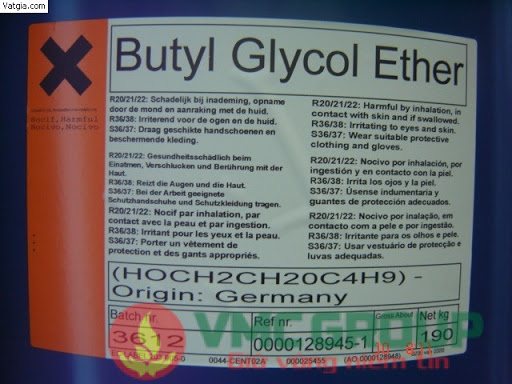 Vatgia.com
Butyl Glycol Ether
Nocif,Harmful
Nocivo,Nocivo
R20/21/22: Schadelijk bij inademing, opname
door de mond en aanraking met de huid.
R36/38: Irriterend voor de ogen en de huid.
S36/37: Draag geschikte handschoenen en
beschermende kleding.
R20/21/22: Gesundheitsschädlich beim
Einatmen, Verschlucken und Berührung mit der
Haut.
R36/38: Reizt die Augen und die Haut.
S36/37: Bei der Arbeit geeignete
Schutzhandschuhe und Schutzkleidung tragen.
R20/21/22: Nocif par inhalation, par
contact avec la peau et par ingestion.
R36/38: Irritant pour les yeux et la peau.
S36/37: Porter un vêtement de
protection et des gants appropriés.
R20/21/22: Harmful by inhalation, in
contact with skin and if swallowed.
R36/38: Irritating to eyes and skin.
S36/37: Wear suitable protective
clothing and gloves.
R20/21/22: Nocivo por inhalación, por
ingestión y en contacto con la piel.
R36/38: Irrita los ojos y la piel.
S36/37: Úsense indumentaria y
guantes de protección adecuados.
R20/21/22: Nocivo por inalação, em
contacto com a pele e por ingestão.
R36/38: Irritante para os olhos e pele.
S36/37: Usar vestuário de protecção e
luvas adequadas.
(HOCH2CH20C4H9) -
Origin: Germany
Batch nr.
3612
Ref nr.
0000128945-1
Gross About
Net kg
190
VMT GROUP
0044-CENT02A
000025455